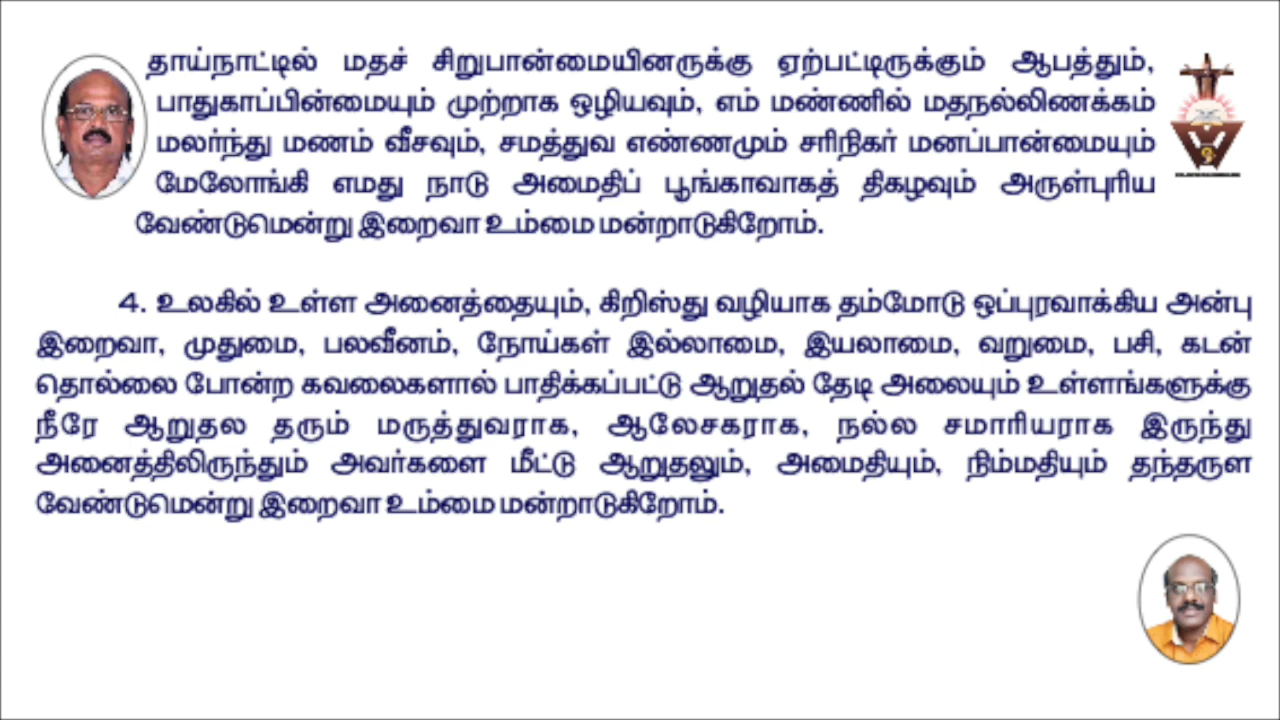 தாய்நாட்டில் மதச் சிறுபான்மையினருக்கு ஏற்பட்டிருக்கும் ஆபத்தும்,
பாதுகாப்பின்மையும் முற்றாக ஒழியவும், எம் மண்ணில் மதநல்லிணக்கம்
மலர்ந்து மணம் வீசவும், சமத்துவ எண்ணமும் சரிநிகர் மனப்பான்மையும்
மேலோங்கி எமது நாடு அமைதிப் பூங்காவாகத் திகழவும் அருள்புரிய
வேண்டுமென்று இறைவா உம்மை மன்றாடுகிறோம்.
4. உலகில் உள்ள அனைத்தையும், கிறிஸ்து வழியாக தம்மோடு ஒப்புரவாக்கிய அன்பு
இறைவா, முதுமை, பலவீனம், நோய்கள் இல்லாமை, இயலாமை, வறுமை, பசி, கடன்
தொல்லை போன்ற கவலைகளால் பாதிக்கப்பட்டு ஆறுதல் தேடி அலையும் உள்ளங்களுக்கு
நீரே ஆறுதல தரும் மருத்துவராக, ஆலேசகராக, நல்ல சமாரியராக இருந்து
அனைத்திலிருந்தும் அவர்களை மீட்டு ஆறுதலும், அமைதியும், நிம்மதியும் தந்தருள
வேண்டுமென்று இறைவா உம்மை மன்றாடுகிறோம்.